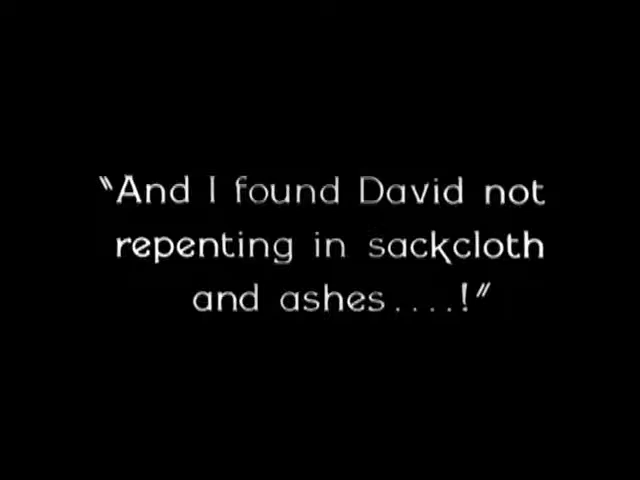 "And I found David not
repenting in sackcloth
and ashes....!"